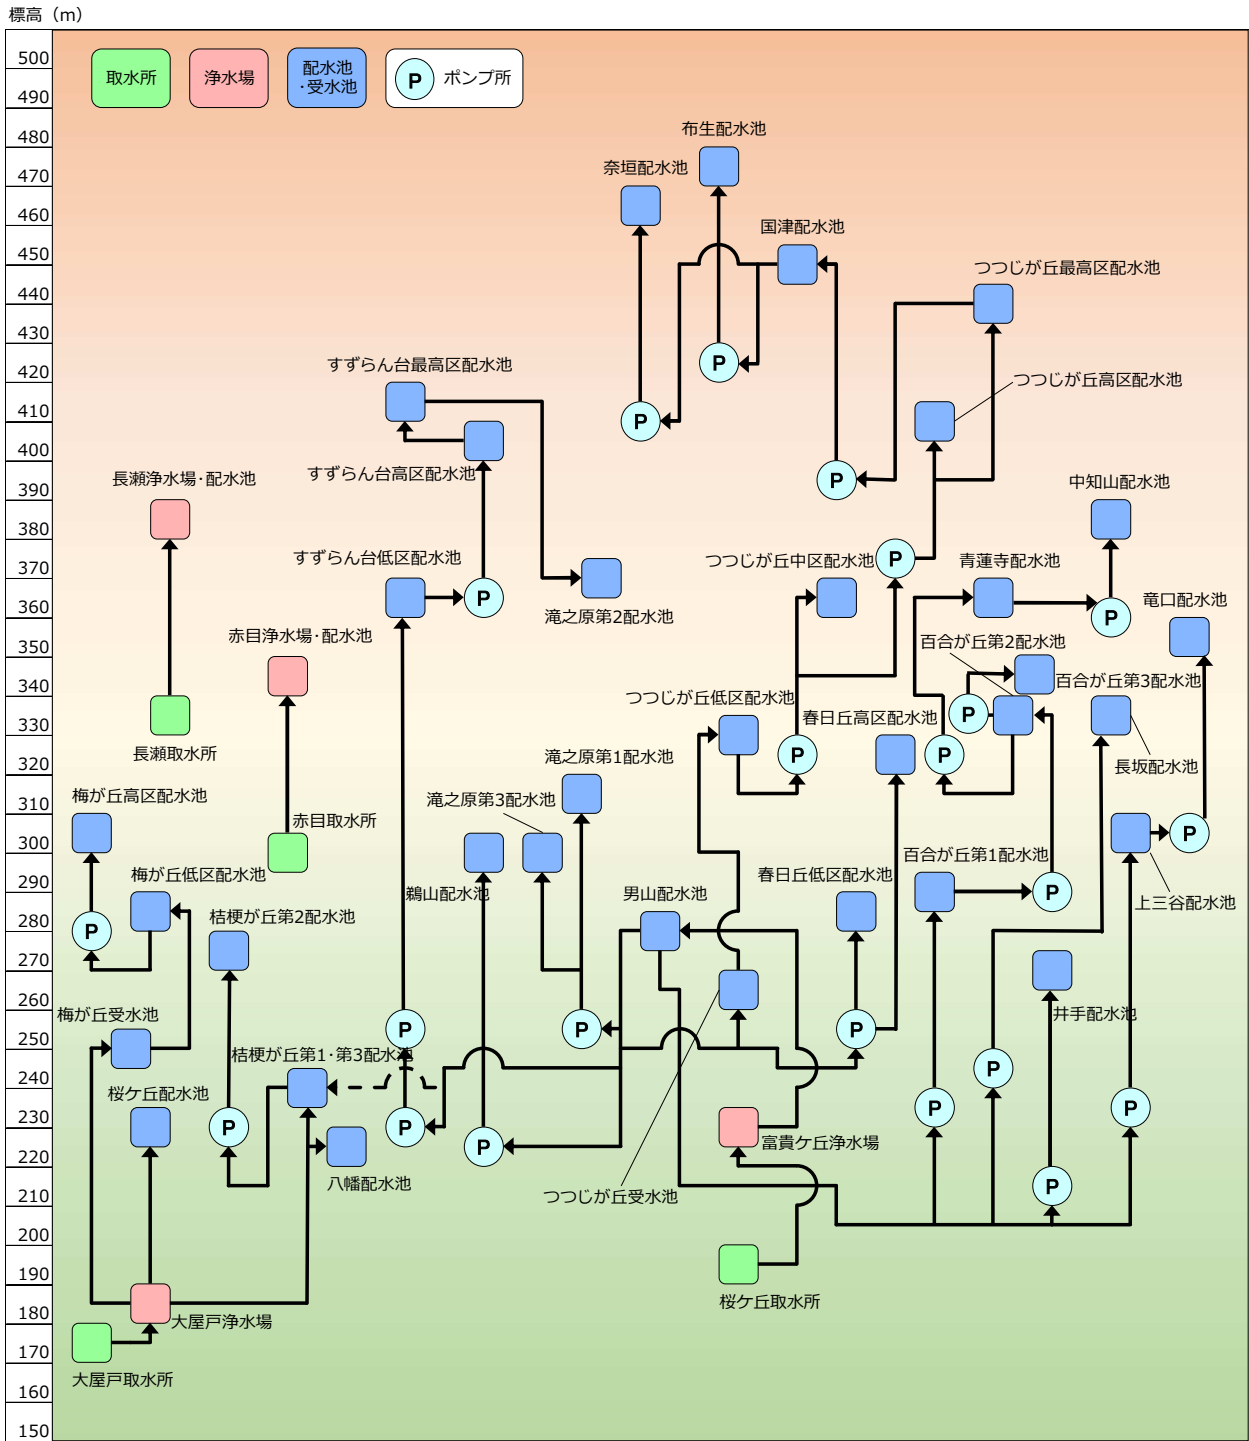 標高（m）
500
490
480
470
460
450
440
430
420
410
400
390
380
370
360
350
340
330
320
310
300
290
280
270
260
250
240
230
220
210
200
190
180
170
160
150
取水所
浄水場
配水池
・受水池
P
ポンプ所
布生配水池
奈垣配水池
国津配水池
つつじが丘最高区配水池
P
すずらん台最高区配水池
つつじが丘高区配水池
P
すずらん台高区配水池
P
長瀬浄水場・配水池
中知山配水池
すずらん台低区配水池
つつじが丘中区配水池
P
青蓮寺配水池
P
滝之原第2配水池
P
竜口配水池
赤目浄水場・配水池
百合が丘第2配水池
百合が丘第3配水池
つつじが丘低区配水池
春日丘高区配水池
P
長瀬取水所
滝之原第1配水池
P
P
長坂配水池
梅が丘高区配水池
滝之原第3配水池
赤目取水所
P
百合が丘第1配水池
梅が丘低区配水池
鵜山配水池
男山配水池
春日丘低区配水池
P
上三谷配水池
桔梗が丘第2配水池
P
梅が丘受水池
P
P
P
井手配水池
桔梗が丘第1・第3配水池
P
桜ケ丘配水池
P
P
P
P
P
富貴ケ丘浄水場
八幡配水池
つつじが丘受水池
P
桜ケ丘取水所
大屋戸浄水場
大屋戸取水所